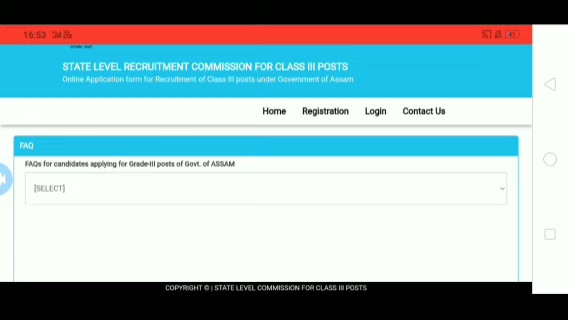 16:53
STATE LEVEL RECRUITMENT COMMISSION FOR CLASS III POSTS
Online Application form for Recruitment of Class III posts under Government of Assam
Home Registration Login Contact Us
FAQ
FAQs for candidates applying for Grade-III posts of Govt. of ASSAM
[SELECT]
COPYRIGHT © | STATE LEVEL COMMISSION FOR CLASS III POSTS